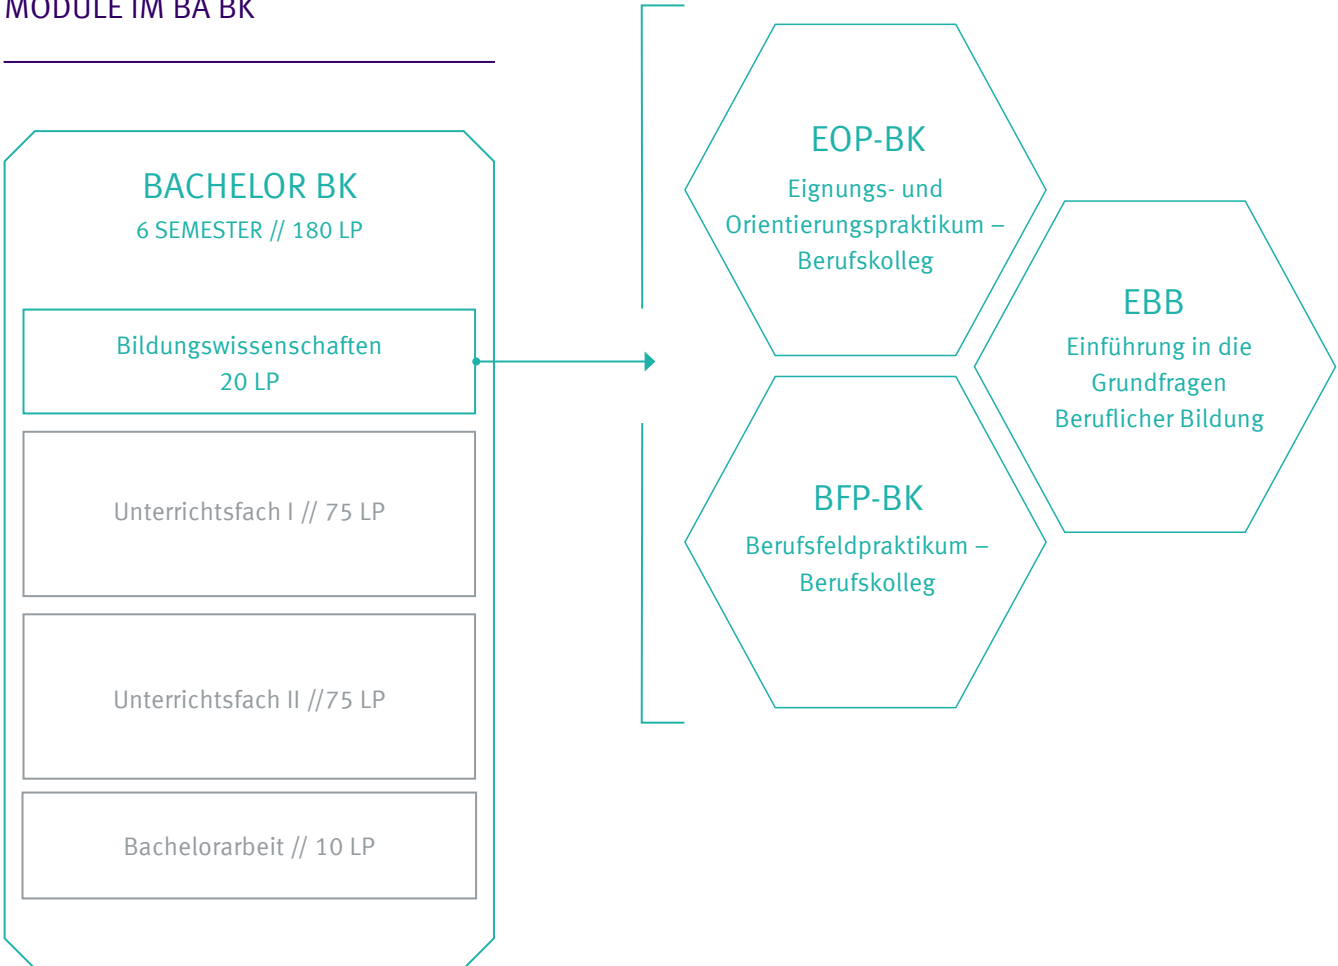 MODULE IM BA BK
BACHELOR BK
6 SEMESTER // 180 LP
Bildungswissenschaften
20 LP
Unterrichtsfach I // 75 LP
Unterrichtsfach II //75 LP
Bachelorarbeit // 10 LP
EOP-BK
Eignungs- und
Orientierungspraktikum –
Berufskolleg
EBB
Einführung in die
Grundfragen
Beruflicher Bildung
BFP-BK
Berufsfeldpraktikum –
Berufskolleg